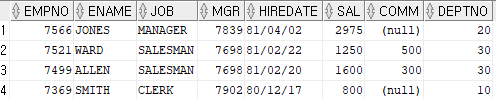 EMPNO ENAME JOB MGR HIREDATE SAL COMM DEPTNO
1 7566 JONES MANAGER 7839 81/04/02 2975 (null) 20
2 7521 WARD SALESMAN 7698 81/02/22 1250 500 30
3 7499 ALLEN SALESMAN 7698 81/02/20 1600 300 30
4 7369 SMITH CLERK 7902 80/12/17 800 (null) 10